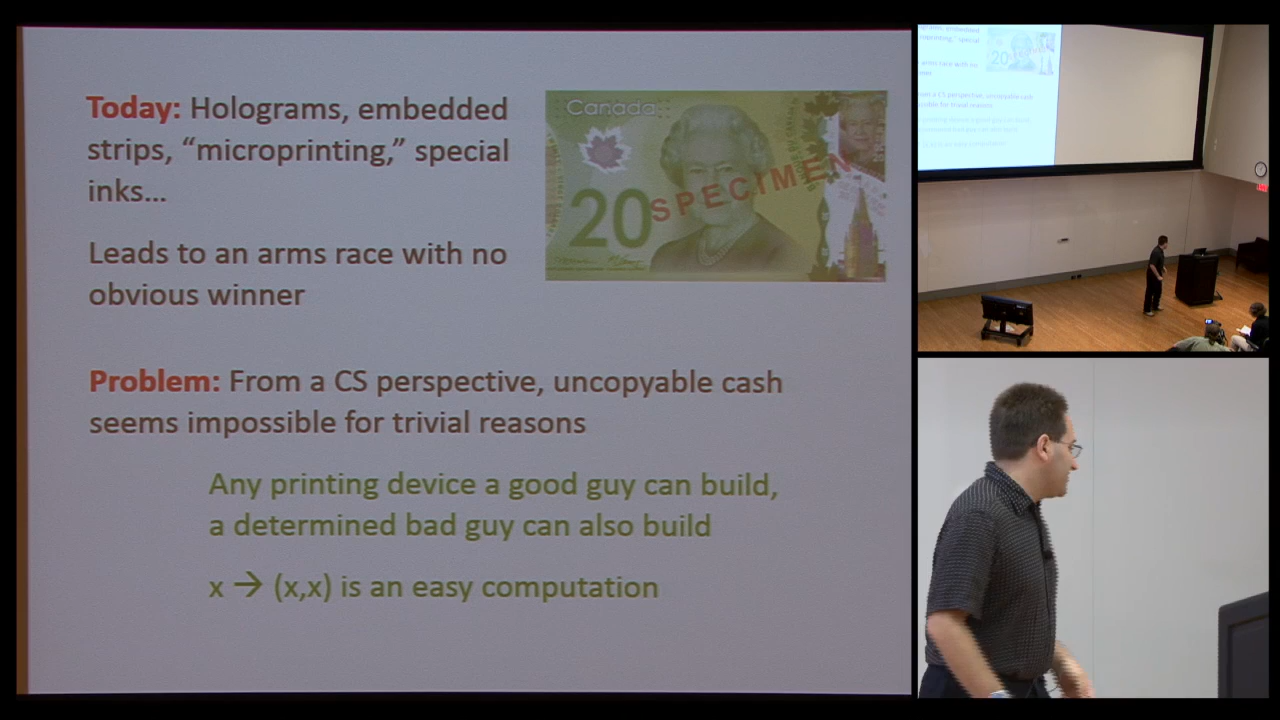 Today: Holograms, embedded
strips, “microprinting,” special
inks…
Leads to an arms race with no
obvious winner
Canada
20
SPECIMEN
Problem: From a CS perspective, uncopyable cash
seems impossible for trivial reasons
Any printing device a good guy can build,
a determined bad guy can also build
x → (x,x) is an easy computation
20